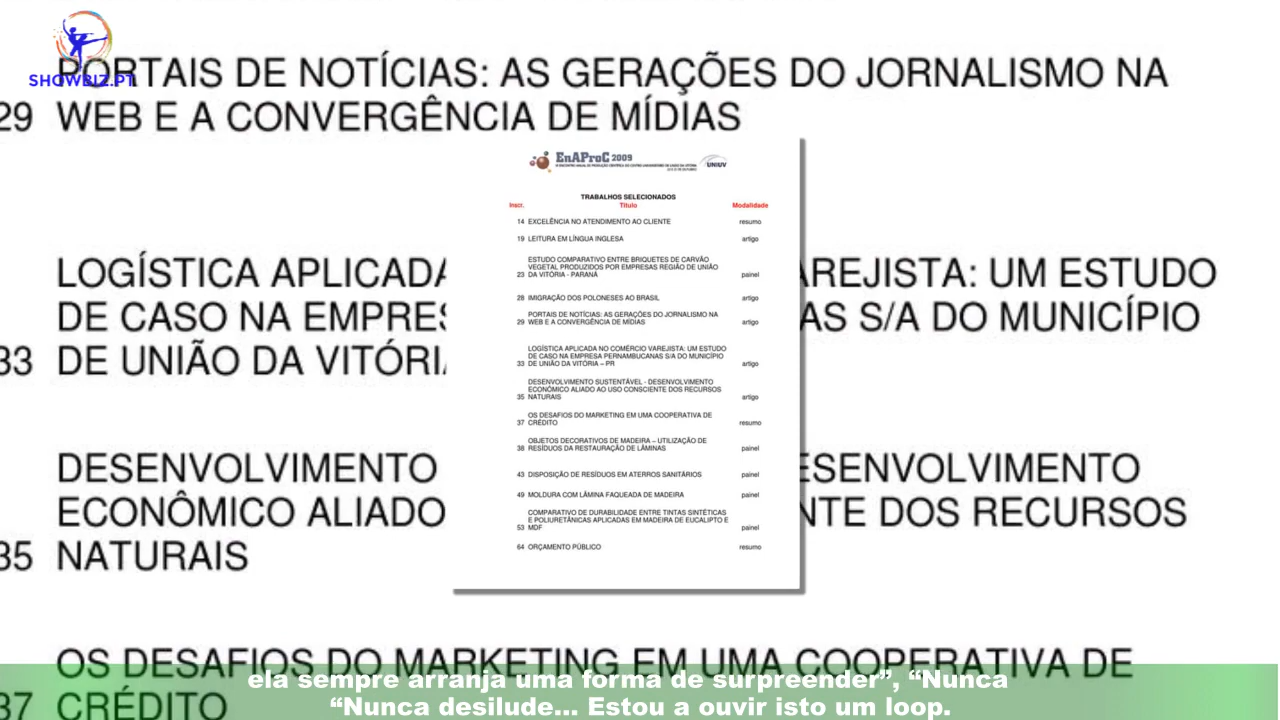 SHOWBIZ.PT
PORTAIS DE NOTÍCIAS: AS GERAÇÕES DO JORNALISMO NA
29 WEB E A CONVERGÊNCIA DE MÍDIAS
LOGÍSTICA APLICADA
VAREJISTA: UM ESTUDO
DE CASO NA EMPRES
AS S/A DO MUNICÍPIO
33 DE UNIÃO DA VITÓRIA
DESENVOLVIMENTO
ESENVOLVIMENTO
ECONÔMICO ALIADO
NTE DOS RECURSOS
35 NATURAIS
OS DESAFIOS DO MARKETING EM UMA COOPERATIVA DE
37 CRÉDITO
EnAProC 2009
UNIUV
TRABALHOS SELECIONADOS
Inscr. Título Modalidade
14 EXCELÊNCIA NO ATENDIMENTO AO CLIENTE resumo
19 LEITURA EM LÍNGUA INGLESA artigo
ESTUDO COMPARATIVO ENTRE BRIQUETES DE CARVÃO
VEGETAL PRODUZIDOS POR EMPRESAS REGIÃO DE UNIÃO
23 DA VITÓRIA - PARANÁ painel
28 IMIGRAÇÃO DOS POLONESES AO BRASIL artigo
PORTAIS DE NOTÍCIAS: AS GERAÇÕES DO JORNALISMO NA
29 WEB E A CONVERGÊNCIA DE MÍDIAS artigo
LOGÍSTICA APLICADA NO COMÉRCIO VAREJISTA: UM ESTUDO
DE CASO NA EMPRESA PERNAMBUCANAS S/A DO MUNICÍPIO
33 DE UNIÃO DA VITÓRIA – PR artigo
DESENVOLVIMENTO SUSTENTÁVEL - DESENVOLVIMENTO
ECONÔMICO ALIADO AO USO CONSCIENTE DOS RECURSOS
35 NATURAIS artigo
OS DESAFIOS DO MARKETING EM UMA COOPERATIVA DE
37 CRÉDITO resumo
OBJETOS DECORATIVOS DE MADEIRA – UTILIZAÇÃO DE
38 RESÍDUOS DA RESTAURAÇÃO DE LÂMINAS painel
43 DISPOSIÇÃO DE RESÍDUOS EM ATERROS SANITÁRIOS painel
49 MOLDURA COM LÂMINA FAQUEADA DE MADEIRA painel
COMPARATIVO DE DURABILIDADE ENTRE TINTAS SINTÉTICAS
E POLIURETÂNICAS APLICADAS EM MADEIRA DE EUCALIPTO E
53 MDF painel
64 ORÇAMENTO PÚBLICO resumo
ela sempre arranja uma forma de surpreender”, “Nunca
“Nunca desilude... Estou a ouvir isto um loop.